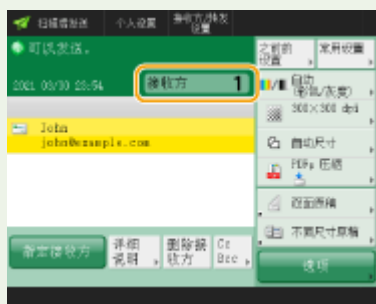 扫描后发送 个人设置 接收方/转发设置
可以发送。
2021 03/30 23:54
接收方 1
John
john@example.com
指定接收方
详细说明
删除接收方
Cc Bcc
之前的设置
常用设置
自动
(彩色/灰度)
300×300 dpi
自动尺寸
PDF, 压缩
双面原稿
不同尺寸原稿
选项